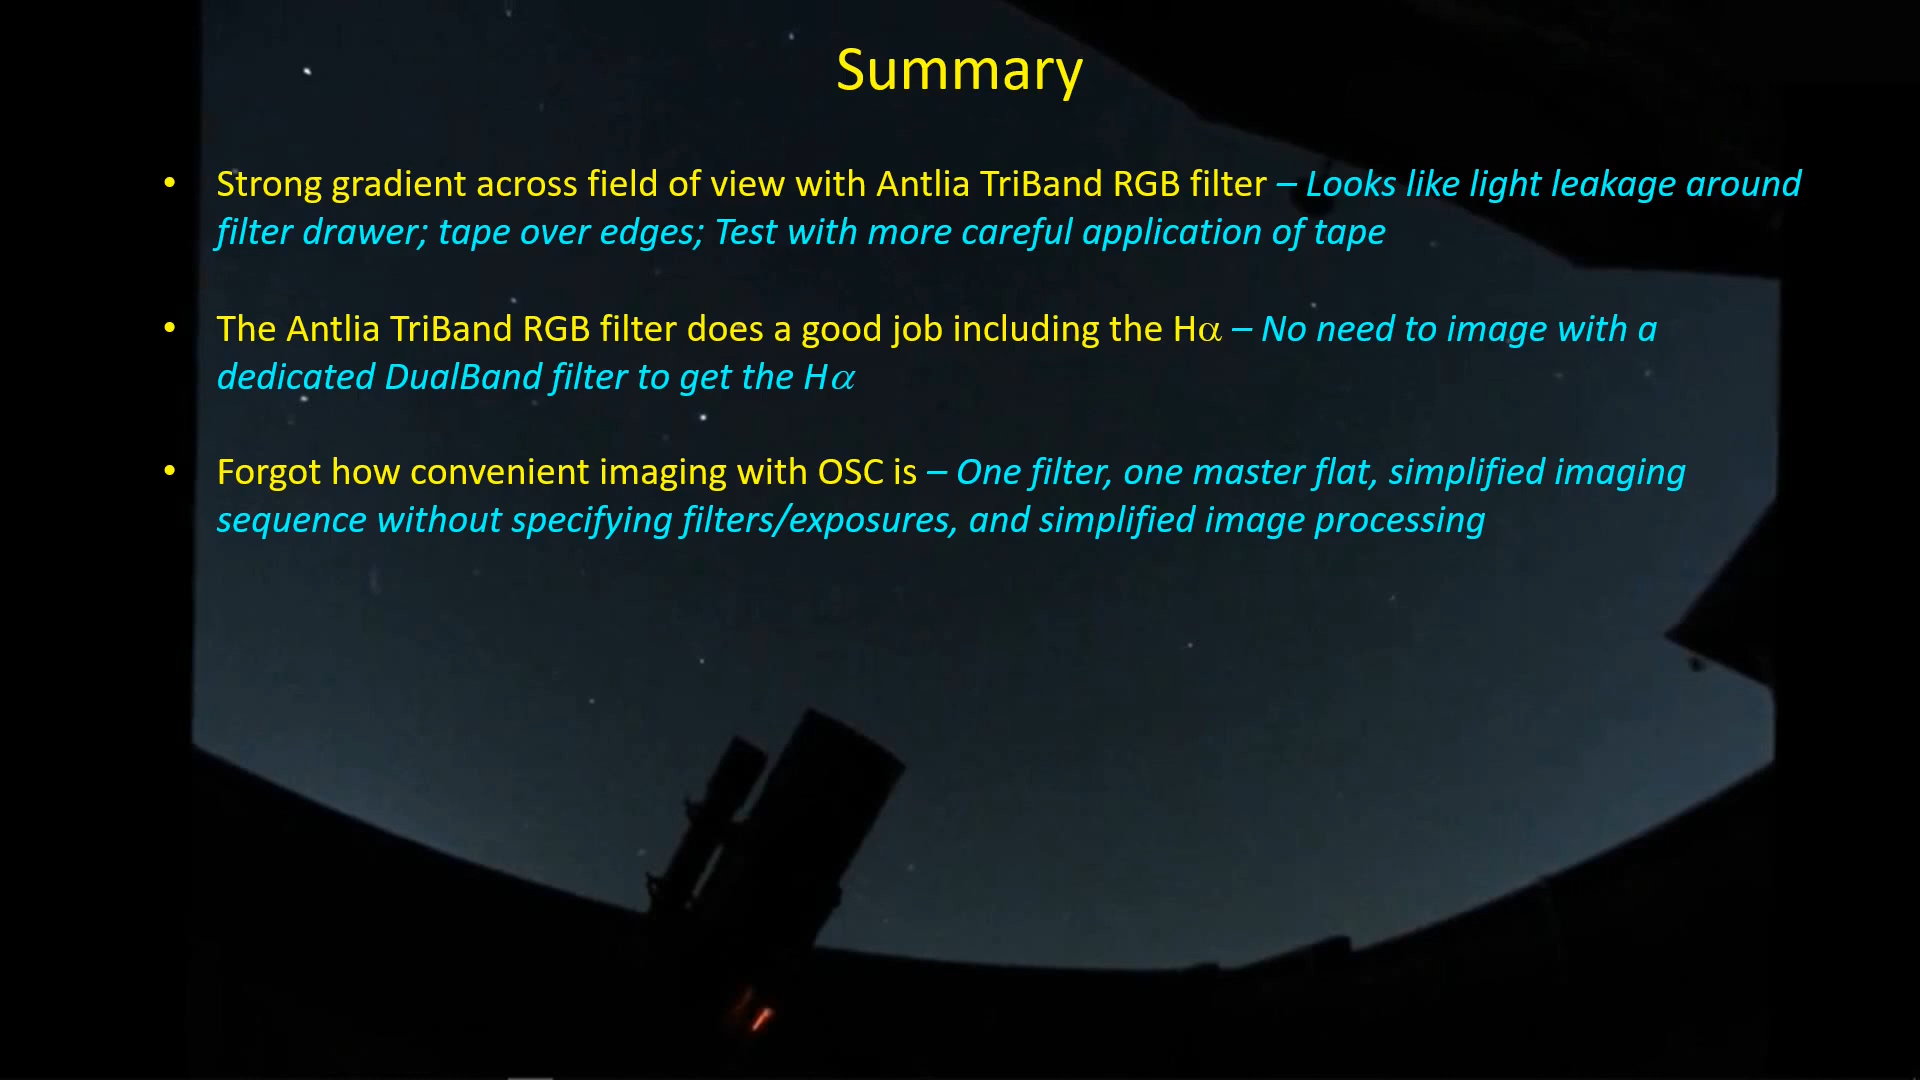 Summary
• Strong gradient across field of view with Antlia TriBand RGB filter – Looks like light leakage around
filter drawer; tape over edges; Test with more careful application of tape
• The Antlia TriBand RGB filter does a good job including the Hα – No need to image with a
dedicated DualBand filter to get the Hα
• Forgot how convenient imaging with OSC is – One filter, one master flat, simplified imaging
sequence without specifying filters/exposures, and simplified image processing